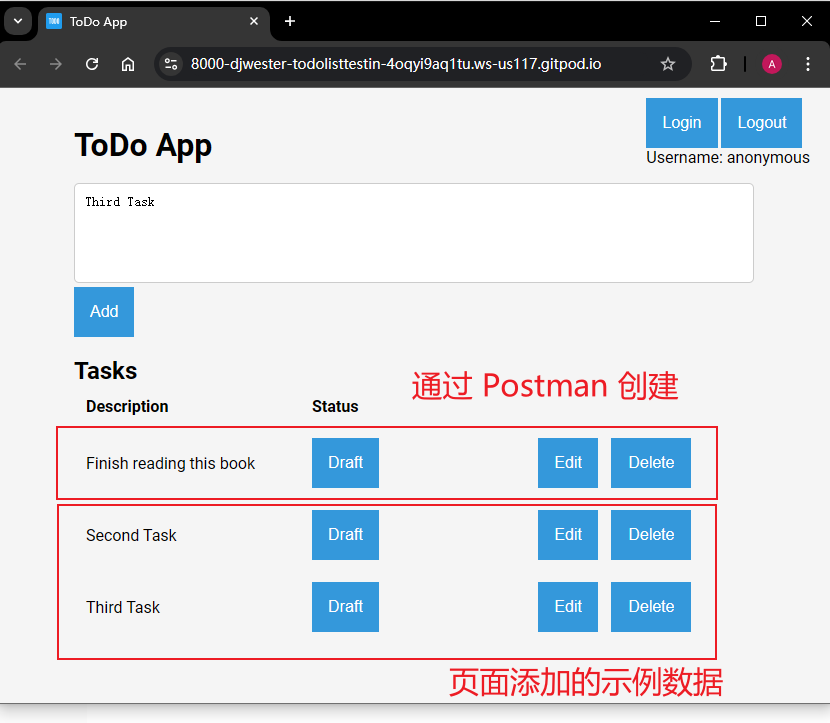 ToDo App
8000-djwester-todolisttestin-4oqyi9aq1tu.ws-us117.gitpod.io
A
Login Logout
Username: anonymous
ToDo App
Third Task
Add
Tasks
通过 Postman 创建
Description Status
Finish reading this book Draft Edit Delete
Second Task Draft Edit Delete
Third Task Draft Edit Delete
页面添加的示例数据